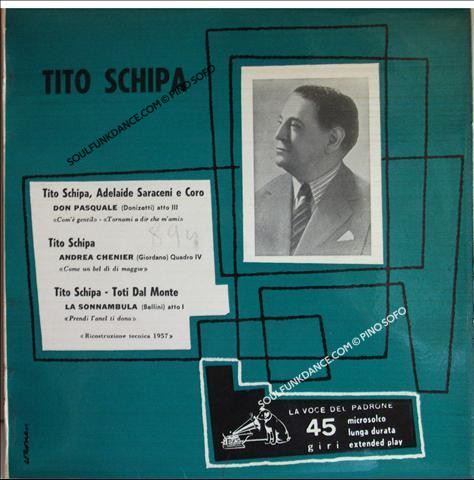 TITO SCHIPA
SOULFUNKDANCE.COM © PINO SOFO
Tito Schipa, Adelaide Saraceni e Coro
DON PASQUALE (Donizetti) atto III
«Com'è gentil» - «Tornami a dir che m'ami»
894
Tito Schipa
ANDREA CHENIER (Giordano) Quadro IV
«Come un bel dì di maggio»
Tito Schipa - Toti Dal Monte
LA SONNAMBULA (Bellini) atto I
«Prendi l'anel ti dono»
«Ricostruzione tecnica 1957»
SOULFUNKDANCE.COM © PINO SOFO
LA VOCE DEL PADRONE
45 giri
microsolco
lunga durata
extended play